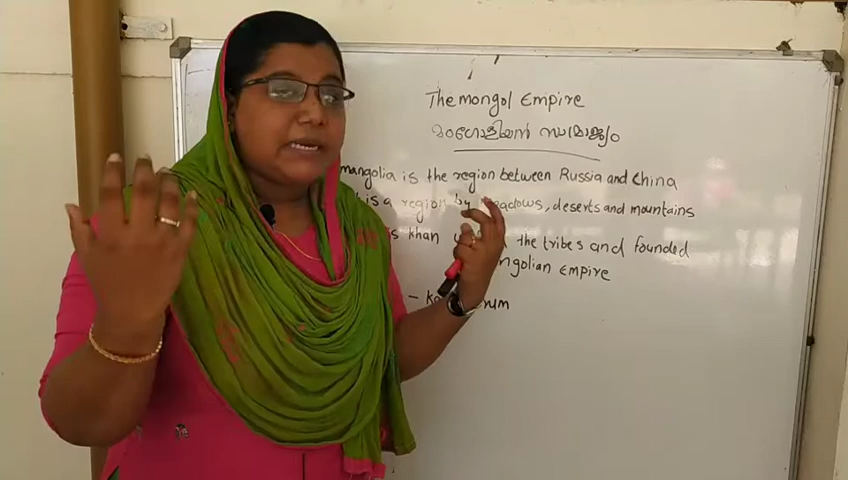 The mongol Empire
മംഗോളിയൻ സാമ്രാജ്യം
mangolia is the region between Russia and China
is a region by meadows, deserts and mountains
khan the tribes and founded
Empire